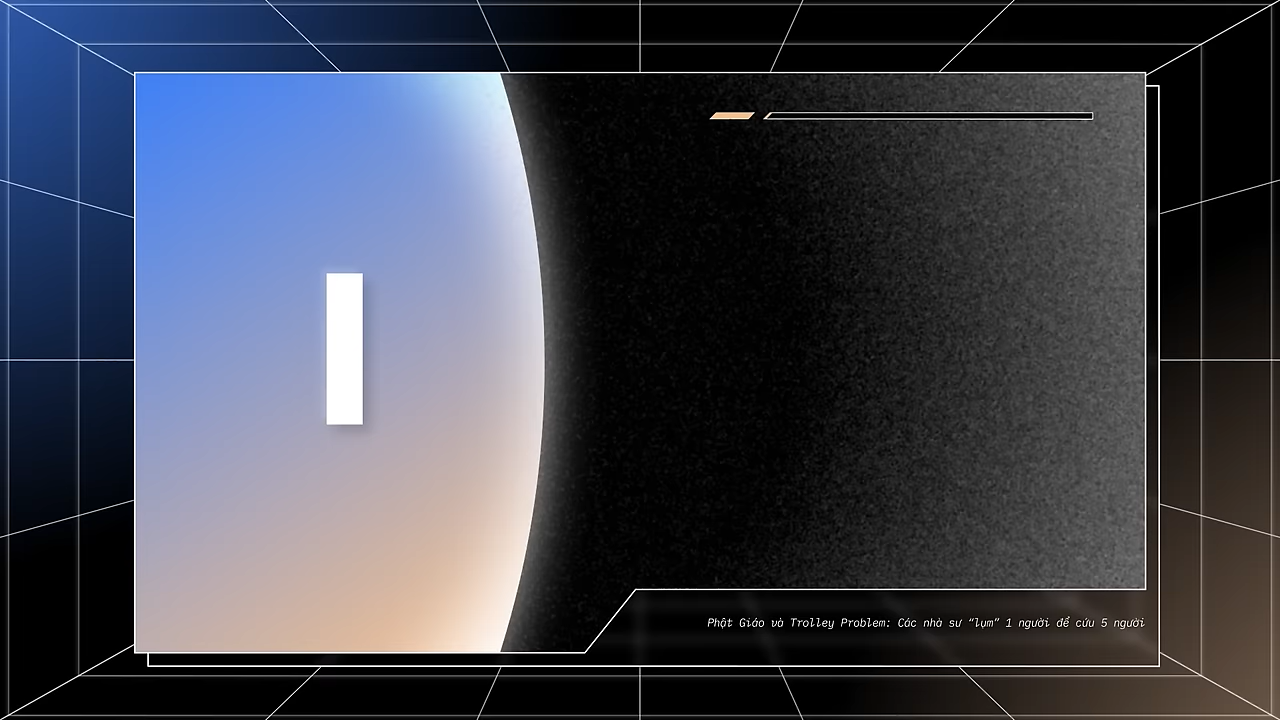 I
Phật Giáo và Trolley Problem: Các nhà sư “lụm” 1 người để cứu 5 người